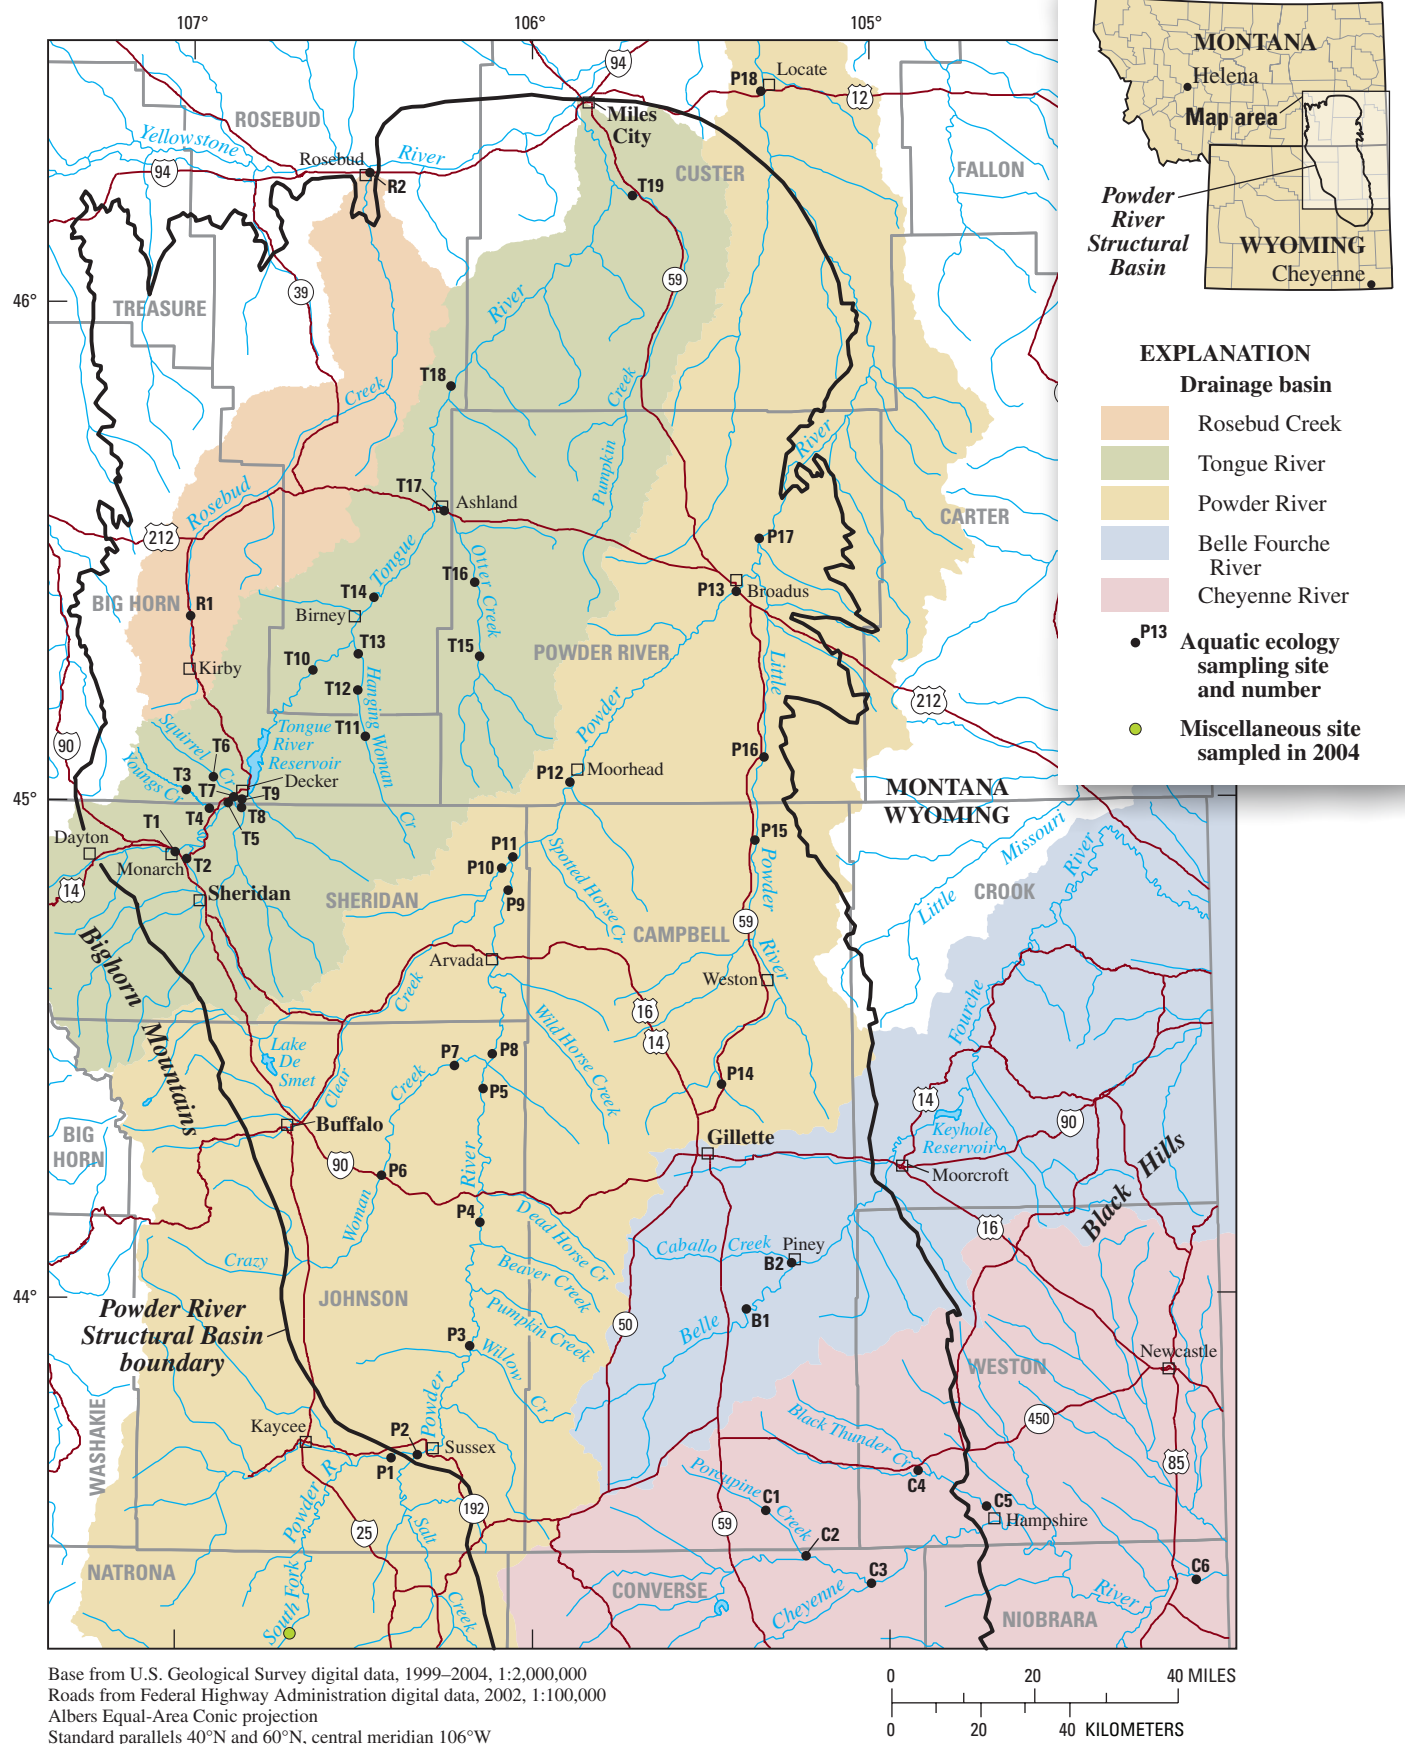 107°
106°
105°
94
P18
Locate
12
ROSEBUD
Miles
City
Yellowstone
Rosebud
River
94
R2
CUSTER
FALLON
T19
46°
TREASURE
39
59
River
T18
Creek
Creek
River
Pumpkin
T17
Ashland
Rosebud
212
CARTER
P17
Tongue
Otter Creek
T16
T14
P13
Broadus
BIG HORN
R1
Birney
T13
T10
T15
POWDER RIVER
Kirby
T12
Hanging Woman
Cr
Little
Powder
River
212
Squirrel
Cr
Tongue
River
Reservoir
T11
Powder
90
T6
P16
Youngs Cr
T3
Decker
P12
Moorhead
T7
T9
45°
MONTANA
WYOMING
T4
T8
T1
T5
Dayton
Monarch
T2
P15
P11
P10
P9
Spotted Horse Cr
Missouri
Little
River
14
Sheridan
SHERIDAN
CROOK
59
CAMPBELL
Bighorn
Mountains
Arvada
Weston
Creek
Clear
Fourche
16
14
Wild Horse Creek
Lake
De
Smet
P7
P8
P5
Creek
P14
14
90
Keyhole
Reservoir
Buffalo
BIG
HORN
Gillette
90
P6
River
Moorcroft
Black Hills
Woman
P4
Dead Horse Cr
16
Crazy
Caballo Creek
Piney
B2
Beaver Creek
44°
JOHNSON
Powder River
Structural Basin
boundary
Pumpkin Creek
50
Belle
B1
P3
Willow
Cr
WESTON
Newcastle
WASHAKIE
Powder
450
Kaycee
P2
Sussex
Black Thunder Cr
P1
C4
85
Powder R
Porcupine
Creek
C1
C5
Hampshire
192
25
Salt
Creek
59
C2
NATRONA
South Fork
CONVERSE
C3
Cheyenne
River
C6
NIOBRARA
MONTANA
Helena
Map area
Powder
River
Structural
Basin
WYOMING
Cheyenne
EXPLANATION
Drainage basin
Rosebud Creek
Tongue River
Powder River
Belle Fourche
River
Cheyenne River
P13
Aquatic ecology
sampling site
and number
Miscellaneous site
sampled in 2004
Base from U.S. Geological Survey digital data, 1999–2004, 1:2,000,000
Roads from Federal Highway Administration digital data, 2002, 1:100,000
Albers Equal-Area Conic projection
Standard parallels 40°N and 60°N, central meridian 106°W
0 20 40 MILES
0 20 40 KILOMETERS